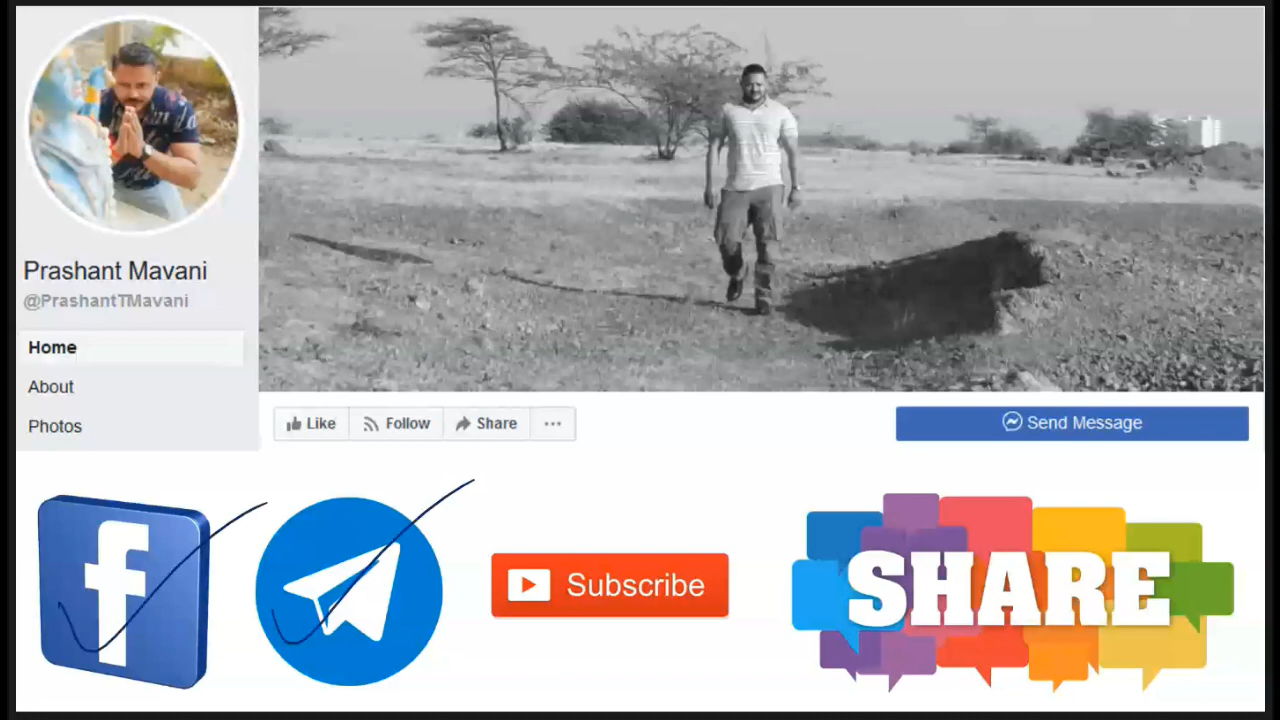 Prashant Mavani
@PrashantTMavani
Home
About
Photos
Like Follow Share ...
Send Message
f
Subscribe
SHARE